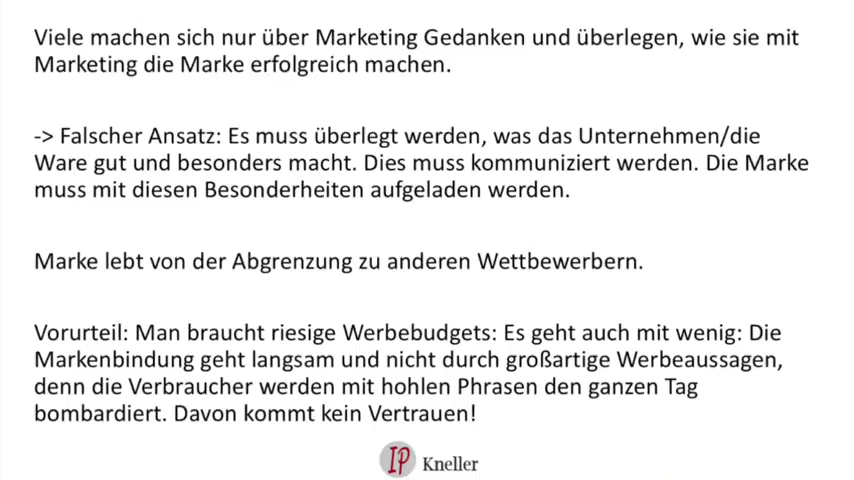 Viele machen sich nur über Marketing Gedanken und überlegen, wie sie mit
Marketing die Marke erfolgreich machen.
-> Falscher Ansatz: Es muss überlegt werden, was das Unternehmen/die
Ware gut und besonders macht. Dies muss kommuniziert werden. Die Marke
muss mit diesen Besonderheiten aufgeladen werden.
Marke lebt von der Abgrenzung zu anderen Wettbewerbern.
Vorurteil: Man braucht riesige Werbebudgets: Es geht auch mit wenig: Die
Markenbindung geht langsam und nicht durch großartige Werbeaussagen,
denn die Verbraucher werden mit hohlen Phrasen den ganzen Tag
bombardiert. Davon kommt kein Vertrauen!
IP Kneller